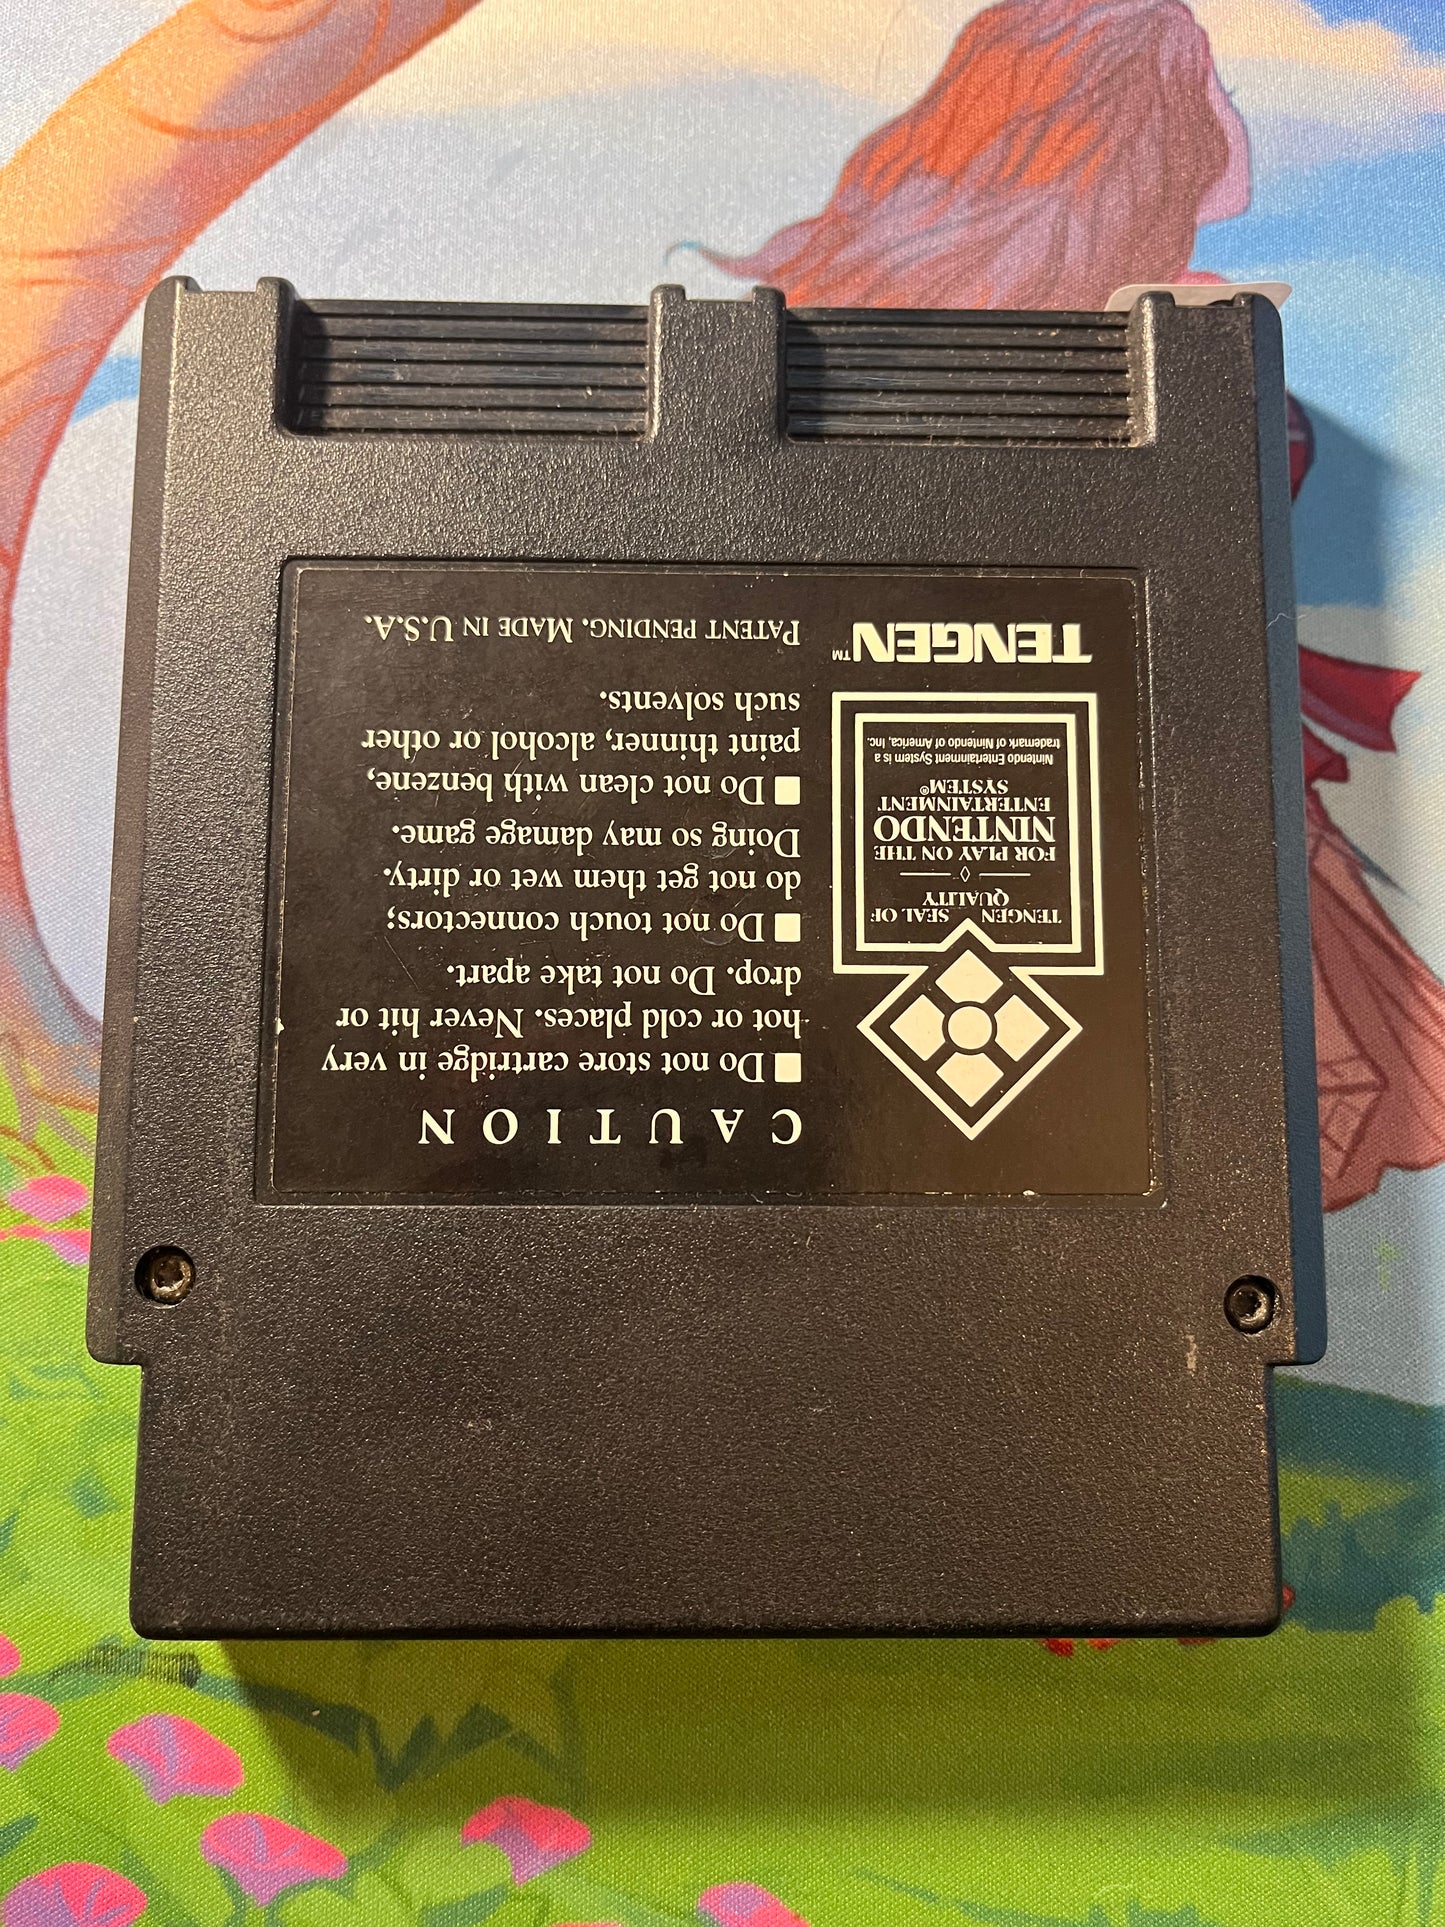 CAUTION
■ Do not store cartridge in very
hot or cold places. Never hit or
drop. Do not take apart.
■ Do not touch connectors;
do not get them wet or dirty.
Doing so may damage game.
■ Do not clean with benzene,
paint thinner, alcohol or other
such solvents.
PATENT PENDING. MADE IN U.S.A.
TENGEN SEAL OF
QUALITY
FOR PLAY ON THE
NINTENDO
ENTERTAINMENT
SYSTEM®
Nintendo Entertainment System is a
trademark of Nintendo of America, Inc.
TENGEN™